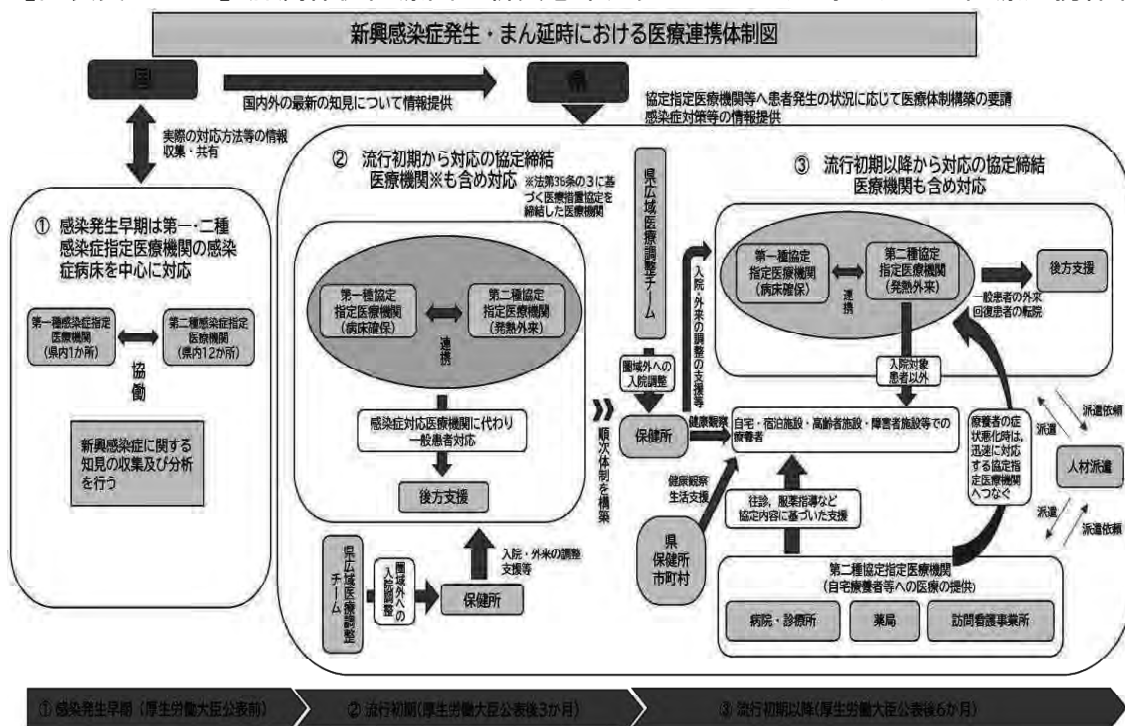 新興感染症発生・まん延時における医療連携体制図
国
県
国内外の最新の知見について情報提供
協定指定医療機関等へ患者発生の状況に応じて医療体制構築の要請
感染症対策等の情報提供
実際の対応方法等の情報
収集・共有
① 感染発生早期は第一・二種
感染症指定医療機関の感染
症病床を中心に対応
第一種感染症指定
医療機関
(県内1か所)
第二種感染症指定
医療機関
(県内12か所)
協働
新興感染症に関する
知見の収集及び分析
を行う
② 流行初期から対応の協定締結
医療機関※も含め対応
※法第36条の3に基
づく医療措置協定を
締結した医療機関
第一種協定
指定医療機関
(病床確保)
第二種協定
指定医療機関
(発熱外来)
連携
感染症対応医療機関に代わり
一般患者対応
後方支援
入院・外来の調整
支援等
県広域医療調整
チーム
圏域外への
入院調整
保健所
順次体制を構築
県広域医療調整チーム
圏域外への
入院調整
保健所
入院・外来の調整の支援等
健康観察
③ 流行初期以降から対応の協定締結
医療機関も含め対応
第一種協定
指定医療機関
(病床確保)
第二種協定
指定医療機関
(発熱外来)
連携
後方支援
一般患者の外来
回復患者の転院
入院対象
患者以外
自宅・宿泊施設・高齢者施設・障害者施設等での
療養者
健康観察
生活支援
県
保健所
市町村
往診、服薬指導など
協定内容に基づいた支援
療養者の症
状悪化時は、
迅速に対応
する協定指
定医療機関
へつなぐ
派遣
派遣依頼
人材派遣
派遣
派遣依頼
第二種協定指定医療機関
(自宅療養者等への医療の提供)
病院・診療所
薬局
訪問看護事業所
① 感染発生早期 (厚生労働大臣公表前)
② 流行初期(厚生労働大臣公表後3か月)
③ 流行初期以降(厚生労働大臣公表後6か月)